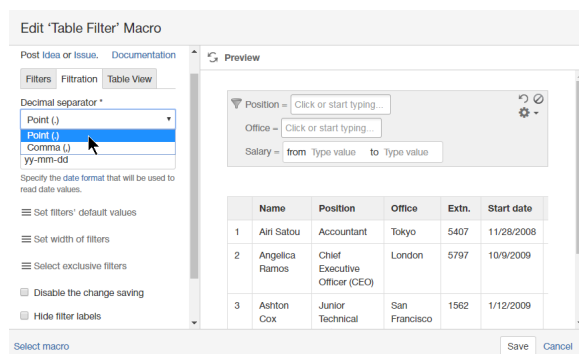 Edit ‘Table Filter’ Macro
Post Idea or Issue. Documentation
Filters Filtration Table View
Decimal separator *
Point (.)
Point (.)
Comma (,)
yy-mm-dd
Specify the date format that will be used to
read date values.
Set filters' default values
Set width of filters
Select exclusive filters
Disable the change saving
Hide filter labels
Preview
Position = Click or start typing...
Office = Click or start typing...
Salary = from Type value to Type value
Name Position Office Extn. Start date
1 Airi Satou Accountant Tokyo 5407 11/28/2008
2 Angelica Chief London 5797 10/9/2009
Ramos Executive
Officer (CEO)
3 Ashton Junior San 1562 1/12/2009
Cox Technical Francisco
Select macro
Save Cancel